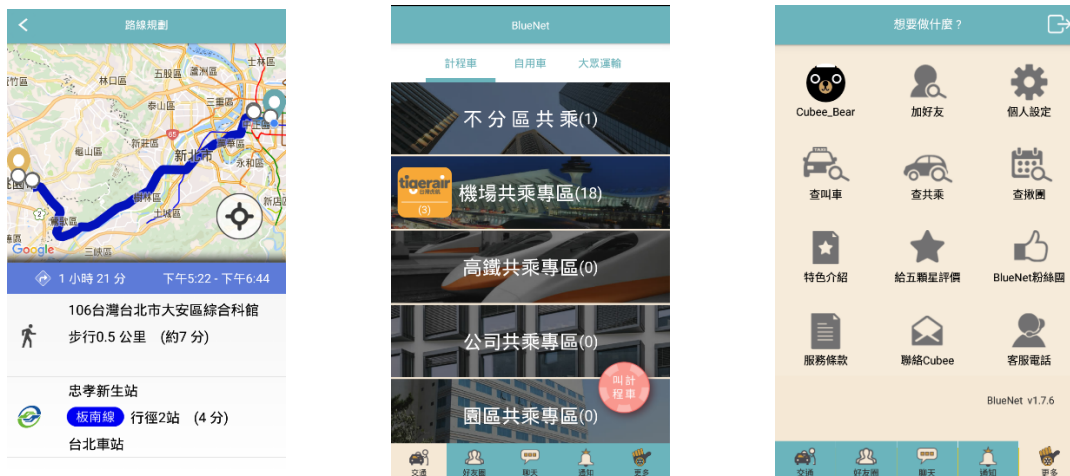 路線規劃
林口區
五股區
蘆洲區
士林區
泰山區
三重區
龜山區
新莊區
65
新北市
永和區
樹林區
土城區
2
鶯歌區
三峽區
Google
1 小時 21 分 下午5:22 - 下午6:44
106台灣台北市大安區綜合科館
步行0.5 公里 (約7 分)
忠孝新生站
板南線 行徑2站 (4 分)
台北車站
BlueNet
計程車 自用車 大眾運輸
不分區共乘(1)
tigerair
台灣虎航
(3)
機場共乘專區(18)
高鐵共乘專區(0)
公司共乘專區(0)
叫計
程車
園區共乘專區(0)
交通 好友圈 聊天 通知 更多
想要做什麼？
Cubee_Bear 加好友 個人設定
TAXI
查叫車 查共乘 查揪團
特色介紹 給五顆星評價 BlueNet粉絲團
服務條款 聯絡Cubee 客服電話
BlueNet v1.7.6
交通 好友圈 聊天 通知 更多